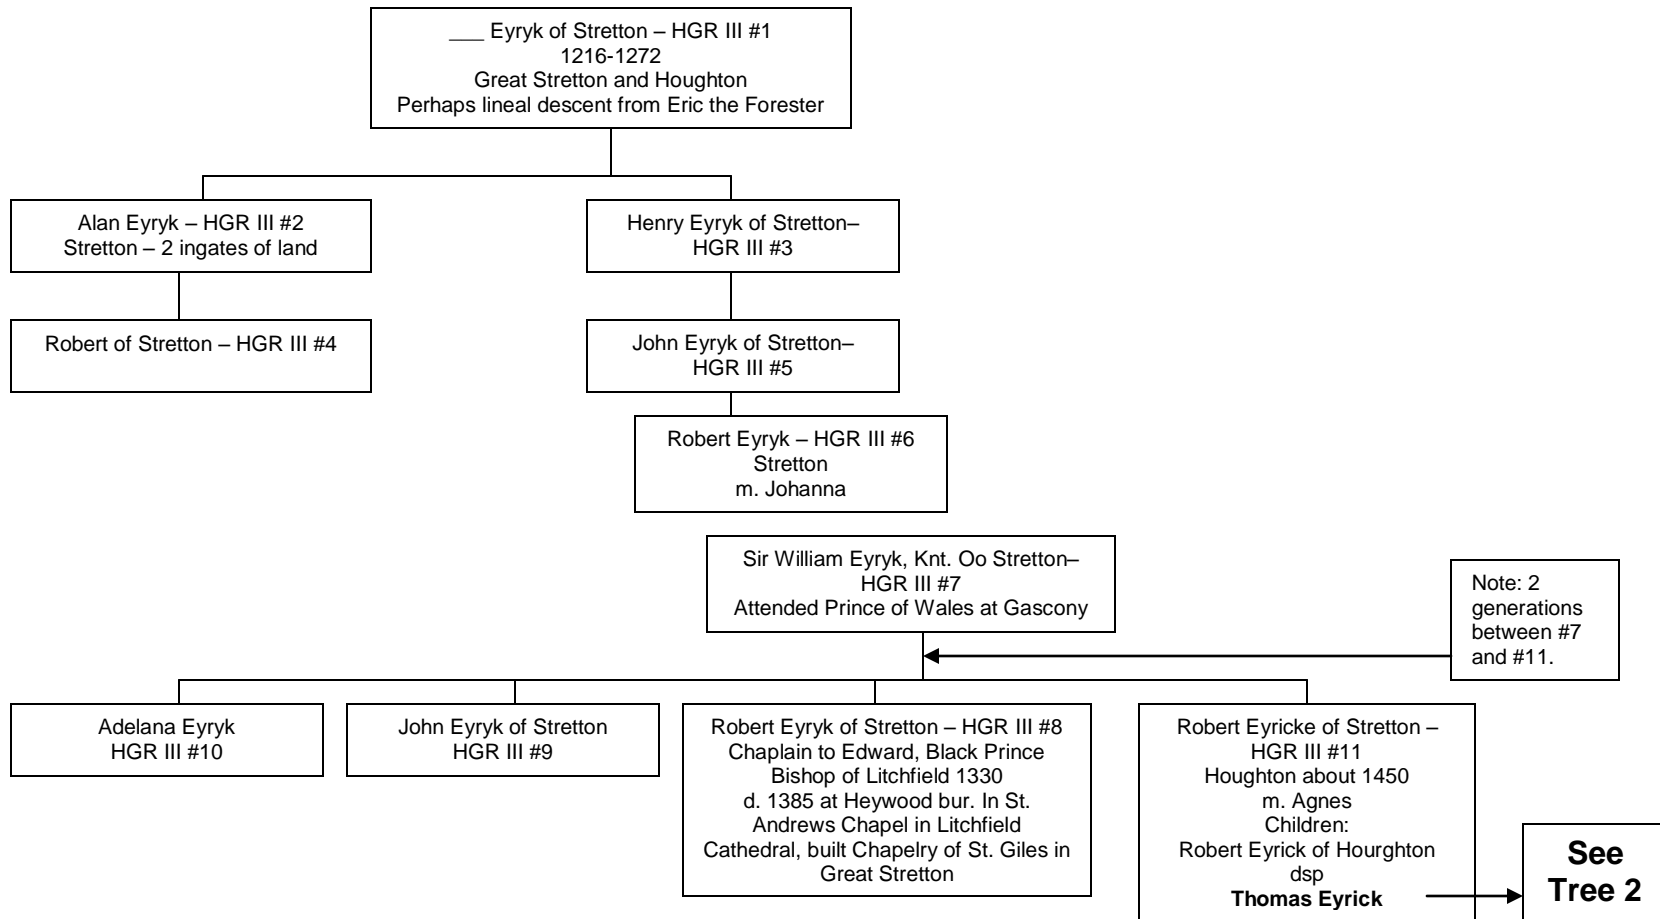 ___ Eyryk of Stretton – HGR III #1
1216-1272
Great Stretton and Houghton
Perhaps lineal descent from Eric the Forester
Alan Eyryk – HGR III #2
Stretton – 2 ingates of land
Henry Eyryk of Stretton–
HGR III #3
Robert of Stretton – HGR III #4
John Eyryk of Stretton–
HGR III #5
Robert Eyryk – HGR III #6
Stretton
m. Johanna
Sir William Eyryk, Knt. Oo Stretton–
HGR III #7
Attended Prince of Wales at Gascony
Note: 2
generations
between #7
and #11.
Adelana Eyryk
HGR III #10
John Eyryk of Stretton
HGR III #9
Robert Eyryk of Stretton – HGR III #8
Chaplain to Edward, Black Prince
Bishop of Litchfield 1330
d. 1385 at Heywood bur. In St.
Andrews Chapel in Litchfield
Cathedral, built Chapelry of St. Giles in
Great Stretton
Robert Eyricke of Stretton –
HGR III #11
Houghton about 1450
m. Agnes
Children:
Robert Eyrick of Hourghton
dsp
Thomas Eyrick
See
Tree 2